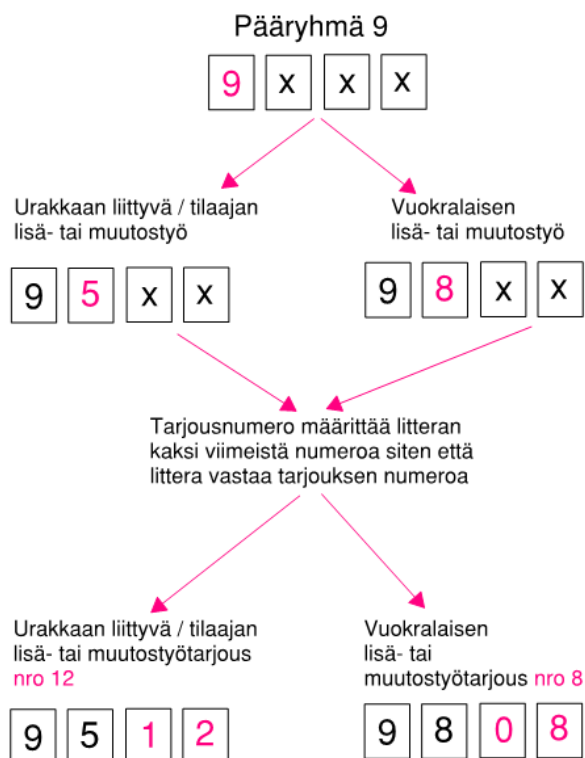 Pääryhmä 9
9 x x x
Urakkaan liittyvä / tilaajan
lisä- tai muutostyö
9 5 x x
Vuokralaisen
lisä- tai muutostyö
9 8 x x
Tarjousnumero määrittää litteran
kaksi viimeistä numeroa siten että
littera vastaa tarjouksen numeroa
Urakkaan liittyvä / tilaajan
lisä- tai muutostyötarjous
nro 12
9 5 1 2
Vuokralaisen
lisä- tai
muutostyötarjous nro 8
9 8 0 8